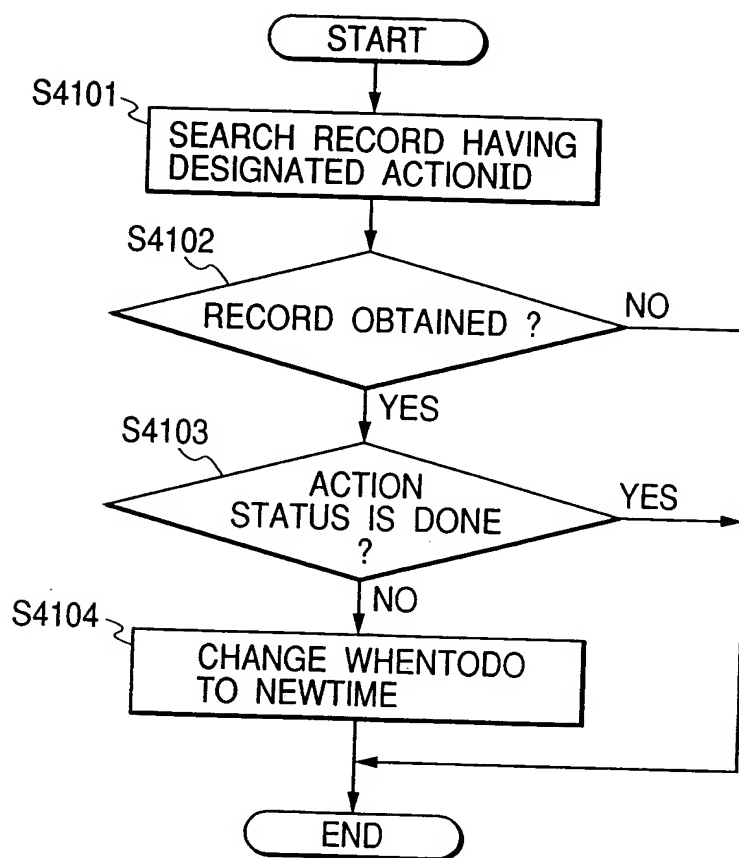 START
S4101
SEARCH RECORD HAVING
DESIGNATED ACTIONID
S4102
RECORD OBTAINED ?
NO
YES
S4103
ACTION
STATUS IS DONE
?
YES
NO
S4104
CHANGE WHENTODO
TO NEWTIME
END